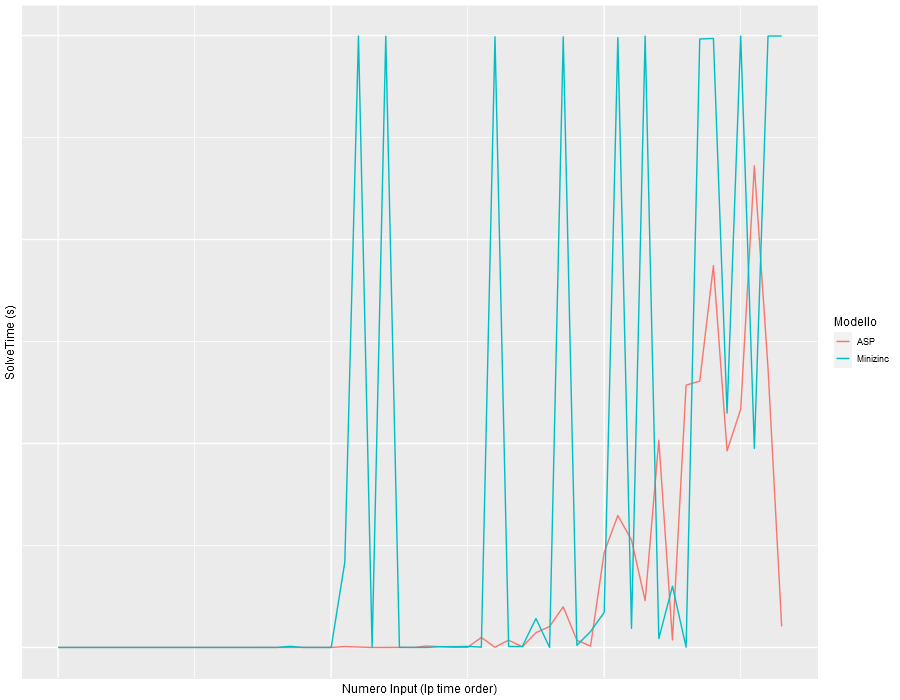 SolveTime (s)
Numero Input (lp time order)
Modello
ASP
Minizinc